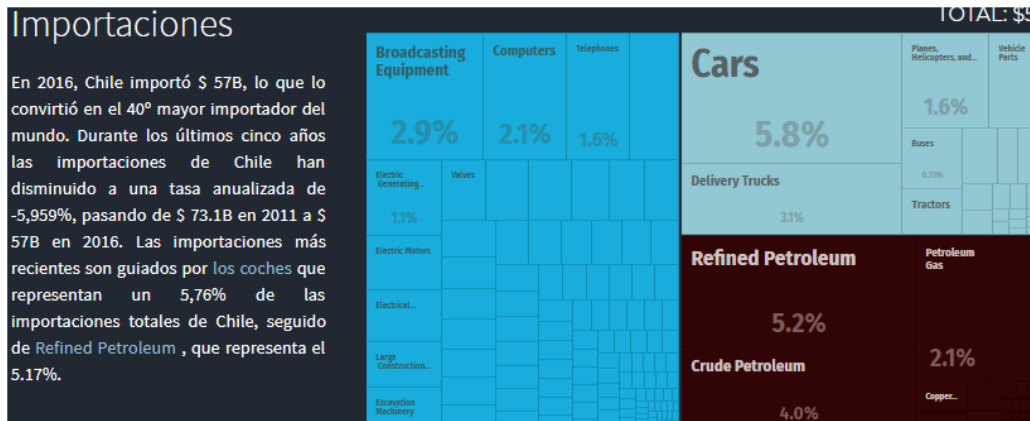 Importaciones
TOTAL: $5
En 2016, Chile importó $ 57B, lo que lo
convirtió en el 40º mayor importador del
mundo. Durante los últimos cinco años
las importaciones de Chile han
disminuido a una tasa anualizada de
-5,959%, pasando de $ 73.1B en 2011 a $
57B en 2016. Las importaciones más
recientes son guiados por los coches que
representan un 5,76% de las
importaciones totales de Chile, seguido
de Refined Petroleum , que representa el
5.17%.
Broadcasting
Equipment
2.9%
Computers
2.1%
Telephones
1.6%
Electric
Generating...
1.1%
Valves
Electric Motors
Electrical...
Large
Construction...
Excavation
Machinery
Cars
5.8%
Delivery Trucks
3.1%
Planes,
Helicopters, and...
1.6%
Vehicle
Parts
Buses
0.73%
Tractors
Refined Petroleum
5.2%
Crude Petroleum
4.0%
Petroleum
Gas
2.1%
Copper...